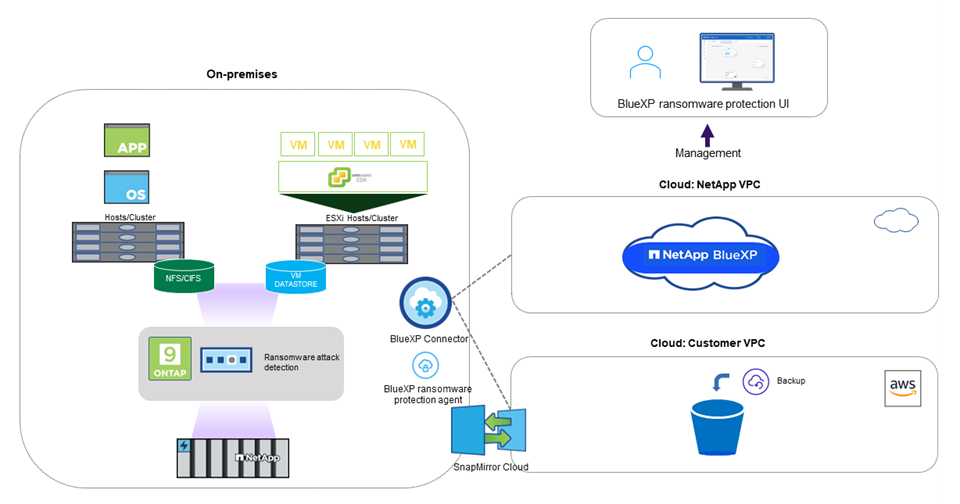 On-premises
APP
OS
VM VM VM VM
vmware
ESXi
Hosts/Cluster
ESXi Hosts/Cluster
NFS/CIFS
VM
DATASTORE
9
ONTAP
Ransomware attack
detection
NetApp
BlueXP Connector
BlueXP ransomware
protection agent
SnapMirror Cloud
BlueXP ransomware protection UI
Management
Cloud: NetApp VPC
NetApp BlueXP
Cloud: Customer VPC
Backup
aws